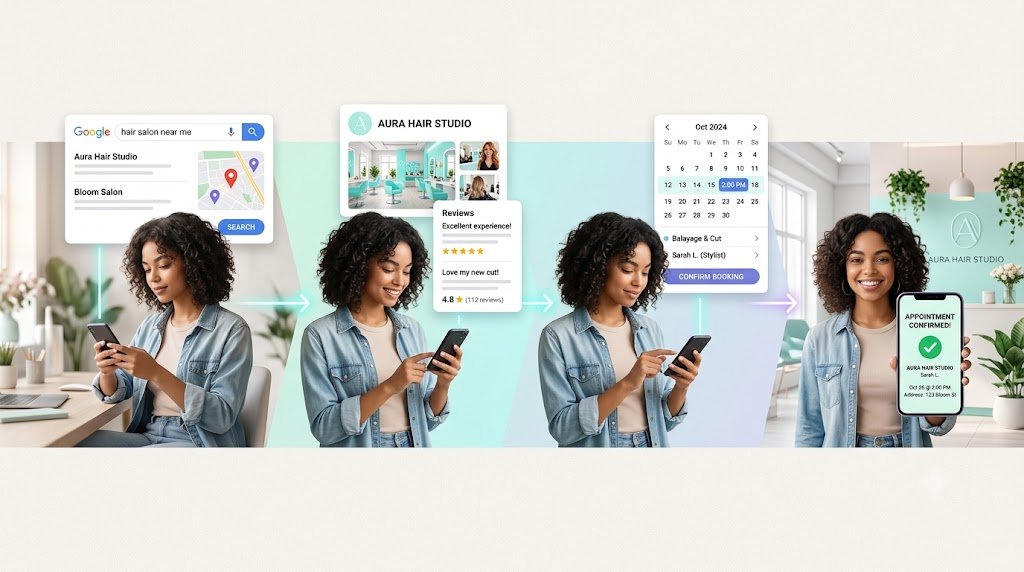 Google
hair salon near me
Aura Hair Studio
Bloom Salon
SEARCH
A
AURA HAIR STUDIO
Reviews
Excellent experience!
Love my new cut!
4.8 ★ (112 reviews)
Oct 2024
Su Mo Tu We Th Fr Sa
1 2 3 4
5 6 7 8 9 10 11
12 13 14 15 2:00 PM 18
19 20 21 22 23 24 25
26 27 28 29 30
Balayage & Cut
Sarah L. (Stylist)
CONFIRM BOOKING
A
AURA HAIR STUDIO
APPOINTMENT
CONFIRMED!
AURA HAIR STUDIO
Sarah L.
Oct 26 @ 2:00 PM
Addrese: 123 Bloom St